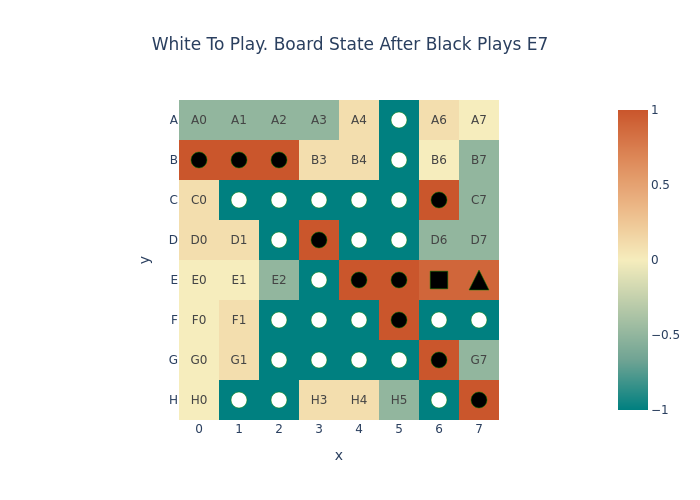 White To Play. Board State After Black Plays E7
A A0 A1 A2 A3 A4 A6 A7
B B3 B4 B6 B7
C C0 C7
D D0 D1 D6 D7
E E0 E1 E2
F F0 F1
G G0 G1 G7
H H0 H3 H4 H5
0 1 2 3 4 5 6 7
x
y
1
0.5
0
−0.5
−1